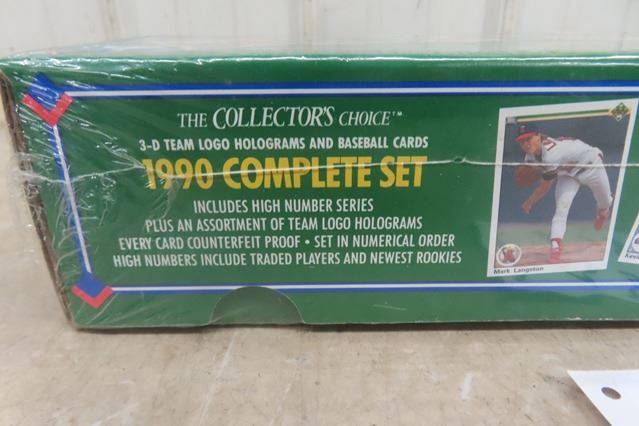 THE COLLECTOR'S CHOICE™
3-D TEAM LOGO HOLOGRAMS AND BASEBALL CARDS
1990 COMPLETE SET
INCLUDES HIGH NUMBER SERIES
PLUS AN ASSORTMENT OF TEAM LOGO HOLOGRAMS
EVERY CARD COUNTERFEIT PROOF • SET IN NUMERICAL ORDER
HIGH NUMBERS INCLUDE TRADED PLAYERS AND NEWEST ROOKIES
Mark Langston